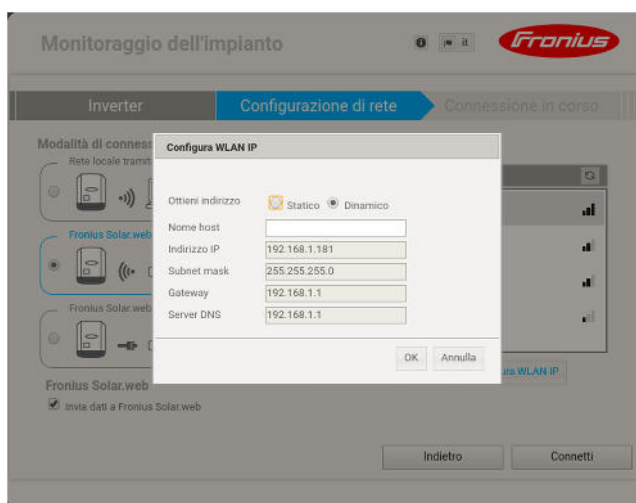 Monitoraggio dell'impianto
it
Fronius
Inverter
Configurazione di rete
Connessione in corso
Modalità di conness
Rete locale tramit
Fronius Solar.web
Fronius Solar.web
Configura WLAN IP
Ottieni indirizzo Statico Dinamico
Nome host
Indirizzo IP 192.168.1.181
Subnet mask 255.255.255.0
Gateway 192.168.1.1
Server DNS 192.168.1.1
OK Annulla
ura WLAN IP
Fronius Solar.web
Invia dati a Fronius Solar.web
Indietro Connetti